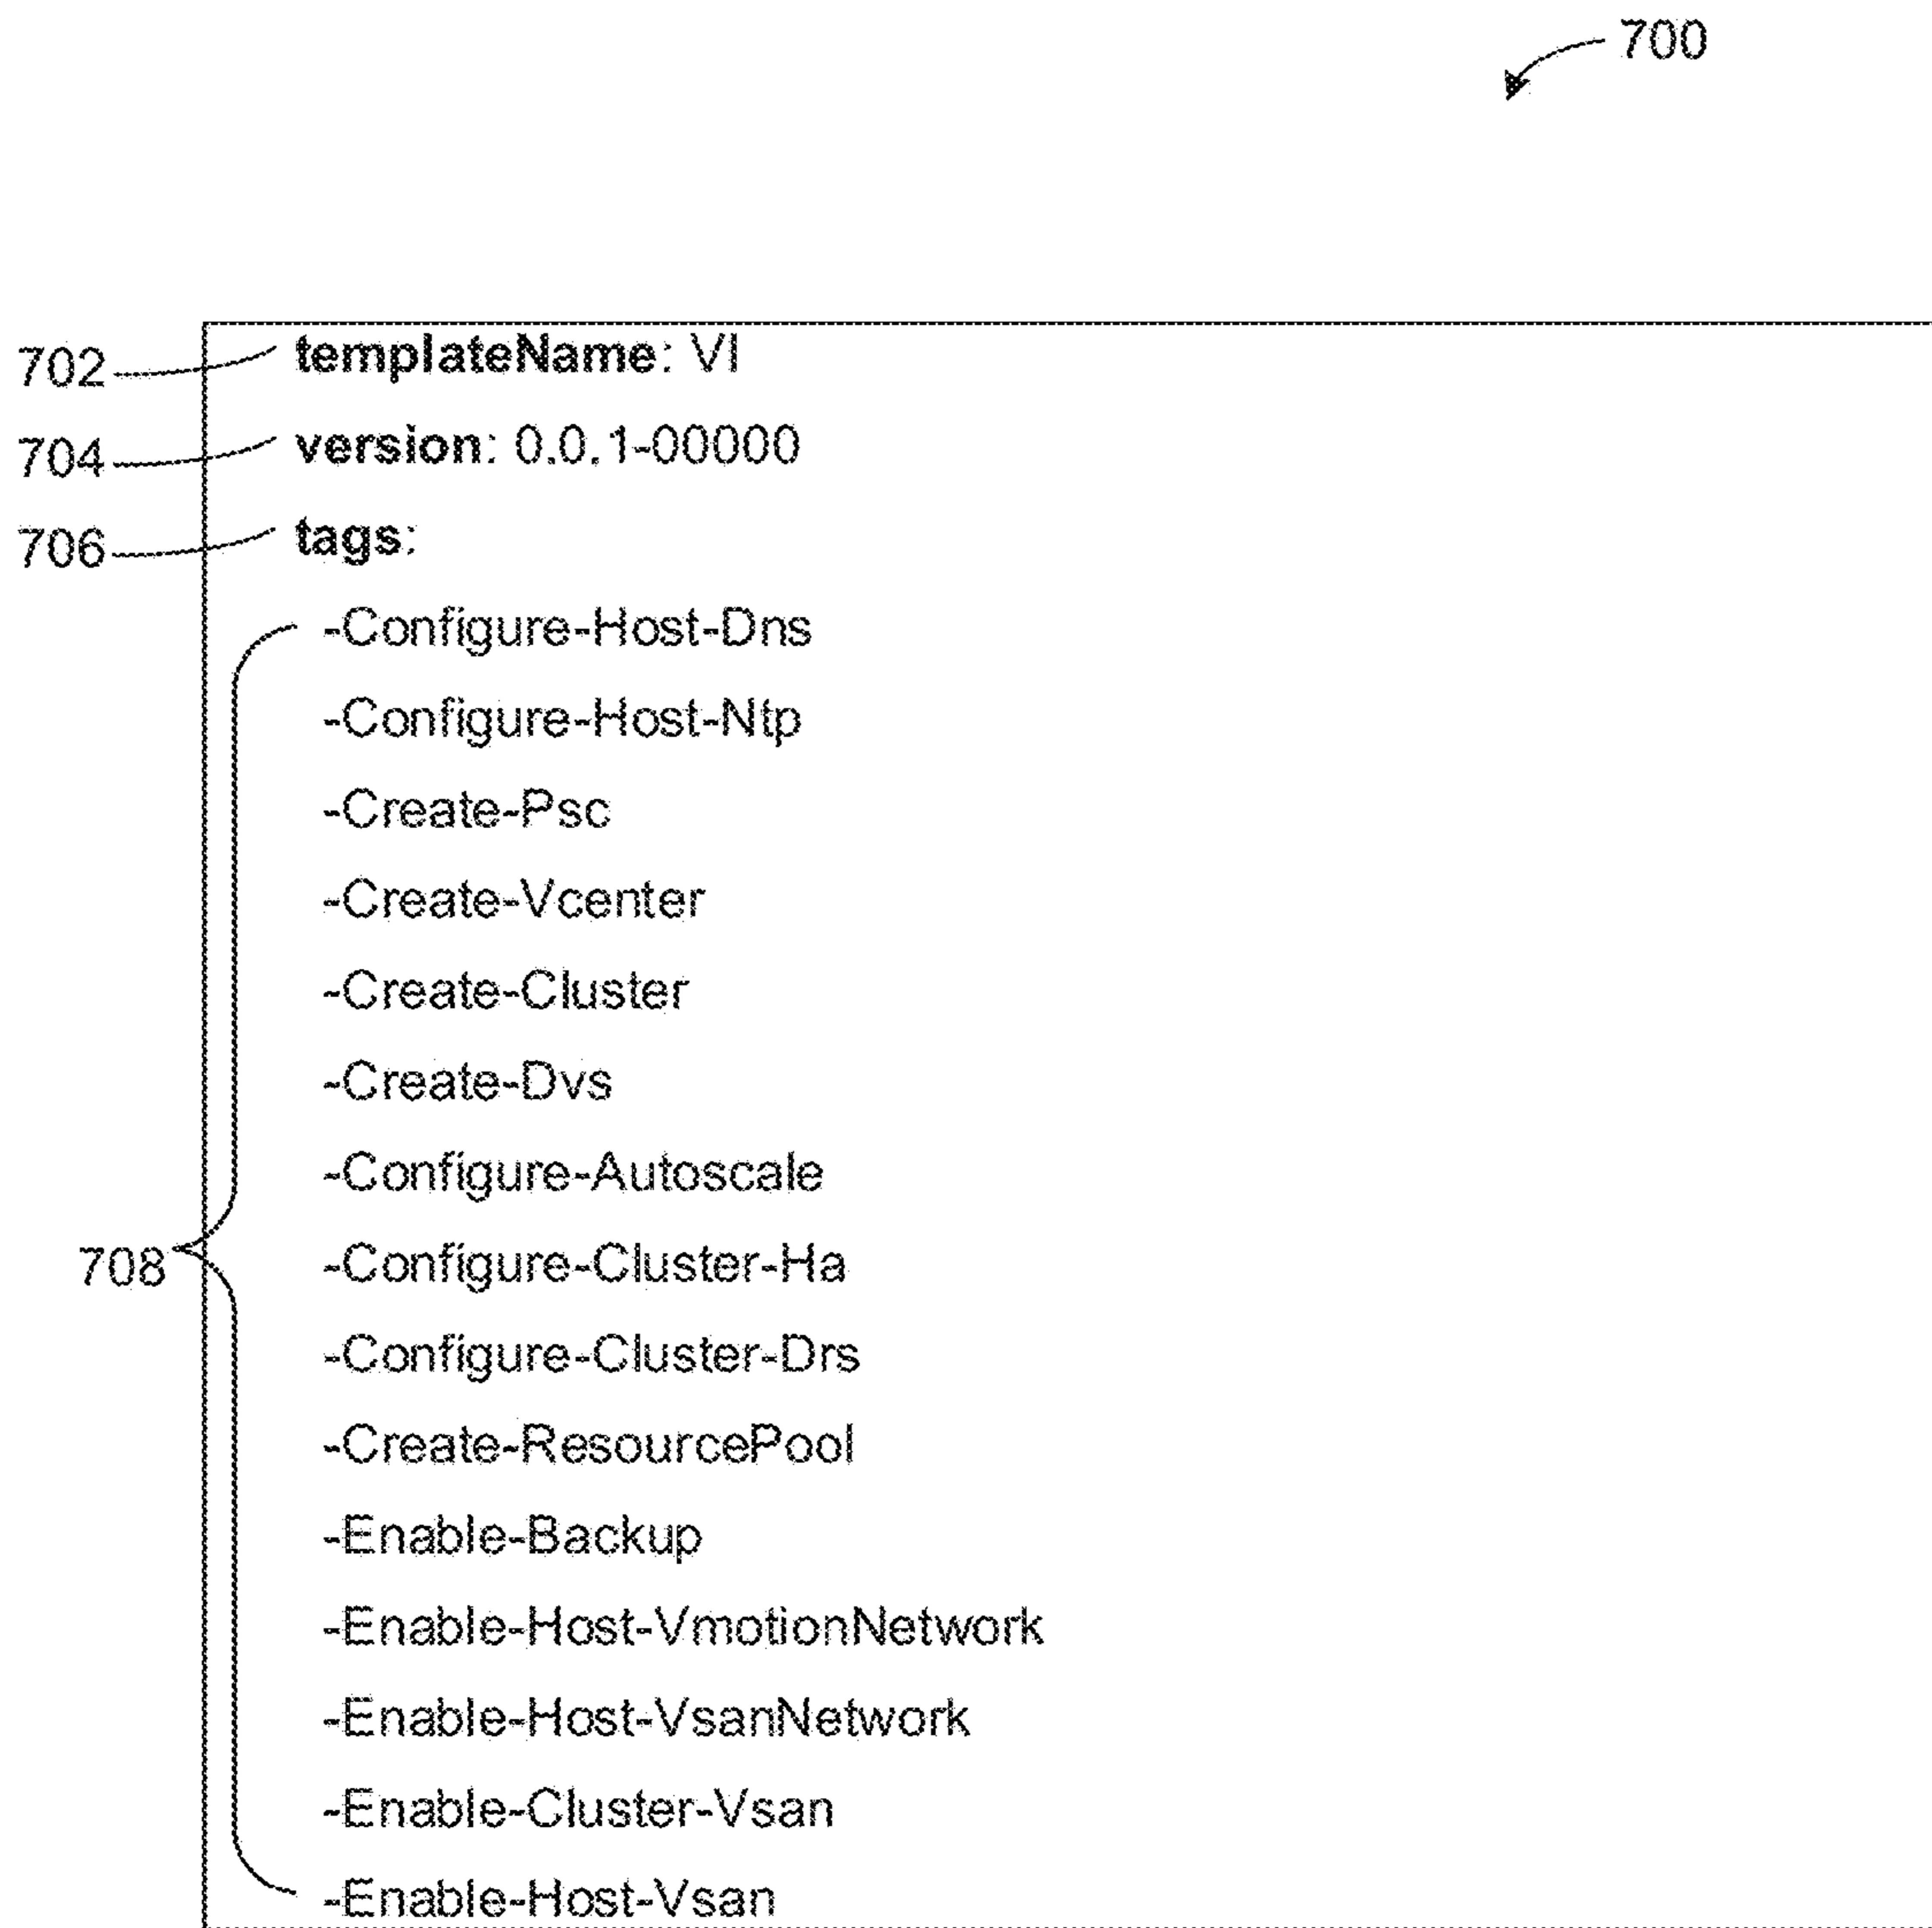 700
702 templateName: VI
704 version: 0.0.1-00000
706 tags:
-Configure-Host-Dns
-Configure-Host-Ntp
-Create-Psc
-Create-Vcenter
-Create-Cluster
-Create-Dvs
-Configure-Autoscale
708 -Configure-Cluster-Ha
-Configure-Cluster-Drs
-Create-ResourcePool
-Enable-Backup
-Enable-Host-VmotionNetwork
-Enable-Host-VsanNetwork
-Enable-Cluster-Vsan
-Enable-Host-Vsan